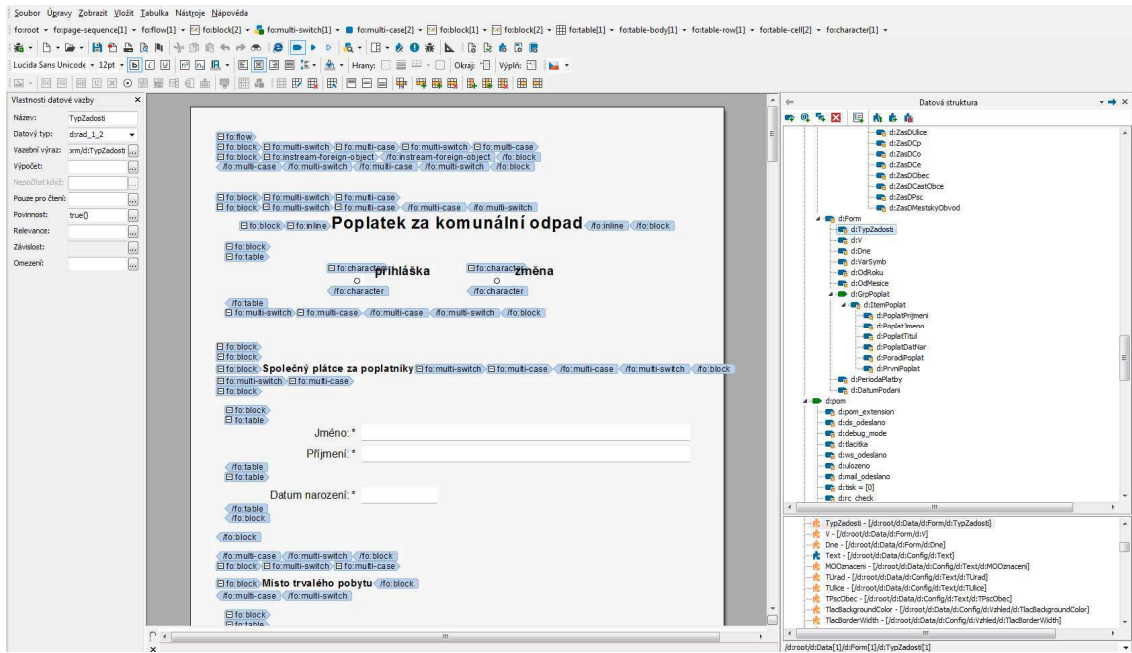 Soubor Úpravy Zobrazit Vložit Tabulka Nástroje Nápověda
fo:root fo:page-sequence[1] fo:flow[1] fo:block[2] fo:multi-switch[1] fo:multi-case[2] fo:block[1] fo:block[2] fo:table[1] fo:table-body[1] fo:table-row[1] fo:table-cell[2] fo:character[1]
Lucida Sans Unicode 12pt Hrany: Okraj: Výplň:
Vlastnosti datové vazby
Název: TypZadosti
Datový typ: d:rad_1_2
Vazební výraz: orm/d:TypZadosti ...
Výpočet: ...
Nepočítat když: ...
Pouze pro čtení: ...
Povinnost: true() ...
Relevance: ...
Závislost: ...
Omezení: ...
fo:flow
fo:block fo:multi-switch fo:multi-case fo:multi-switch fo:multi-case
fo:block fo:instream-foreign-object /fo:instream-foreign-object /fo:block
/fo:multi-case /fo:multi-switch /fo:multi-case /fo:multi-switch /fo:block
fo:block fo:multi-switch fo:multi-case
fo:block fo:multi-switch fo:multi-case /fo:multi-case /fo:multi-switch
fo:block fo:inline Poplatek za komunální odpad /fo:inline /fo:block
fo:block
fo:table
fo:character přihláška fo:character změna
/fo:character /fo:character
/fo:table
fo:multi-switch fo:multi-case /fo:multi-case /fo:multi-switch /fo:block
fo:block
fo:block
fo:block Společný plátce za poplatníky fo:multi-switch fo:multi-case /fo:multi-case /fo:multi-switch /fo:block
fo:multi-switch fo:multi-case
fo:block
fo:block
fo:table
Jméno: *
Příjmení: *
/fo:table
fo:table
Datum narození: *
/fo:table
/fo:block
/fo:block
/fo:multi-case /fo:multi-switch /fo:block
fo:block fo:multi-switch fo:multi-case
fo:block Místo trvalého pobytu /fo:block
/fo:multi-case /fo:multi-switch
fo:block
fo:table
Datová struktura
d:ZasDUlice
d:ZasDCp
d:ZasDCo
d:ZasDCe
d:ZasDObec
d:ZasDCastObce
d:ZasDPsc
d:ZasDMestskyObvod
d:Form
d:TypZadosti
d:V
d:Dne
d:VarSymb
d:OdRoku
d:OdMesice
d:GrpPoplat
d:ItemPoplat
d:PoplatPrijmeni
d:PoplatJmeno
d:PoplatTitul
d:PoplatDatNar
d:PoradiPoplat
d:PrvniPoplat
d:PeriodaPlatby
d:DatumPodani
d:pom
d:pom_extension
d:ds_odeslano
d:debug_mode
d:tlacitka
d:ws_odeslano
d:ulozeno
d:mail_odeslano
d:tisk = [0]
d:rc_check
TypZadosti - [/d:root/d:Data/d:Form/d:TypZadosti]
V - [/d:root/d:Data/d:Form/d:V]
Dne - [/d:root/d:Data/d:Form/d:Dne]
Text - [/d:root/d:Data/d:Config/d:Text]
MOOznaceni - [/d:root/d:Data/d:Config/d:Text/d:MOOznaceni]
TUrad - [/d:root/d:Data/d:Config/d:Text/d:TUrad]
TUlice - [/d:root/d:Data/d:Config/d:Text/d:TUlice]
TPscObec - [/d:root/d:Data/d:Config/d:Text/d:TPscObec]
TlacBackgroundColor - [/d:root/d:Data/d:Config/d:Vzhled/d:TlacBackgroundColor]
TlacBorderWidth - [/d:root/d:Data/d:Config/d:Vzhled/d:TlacBorderWidth]
/d:root/d:Data[1]/d:Form[1]/d:TypZadosti[1]